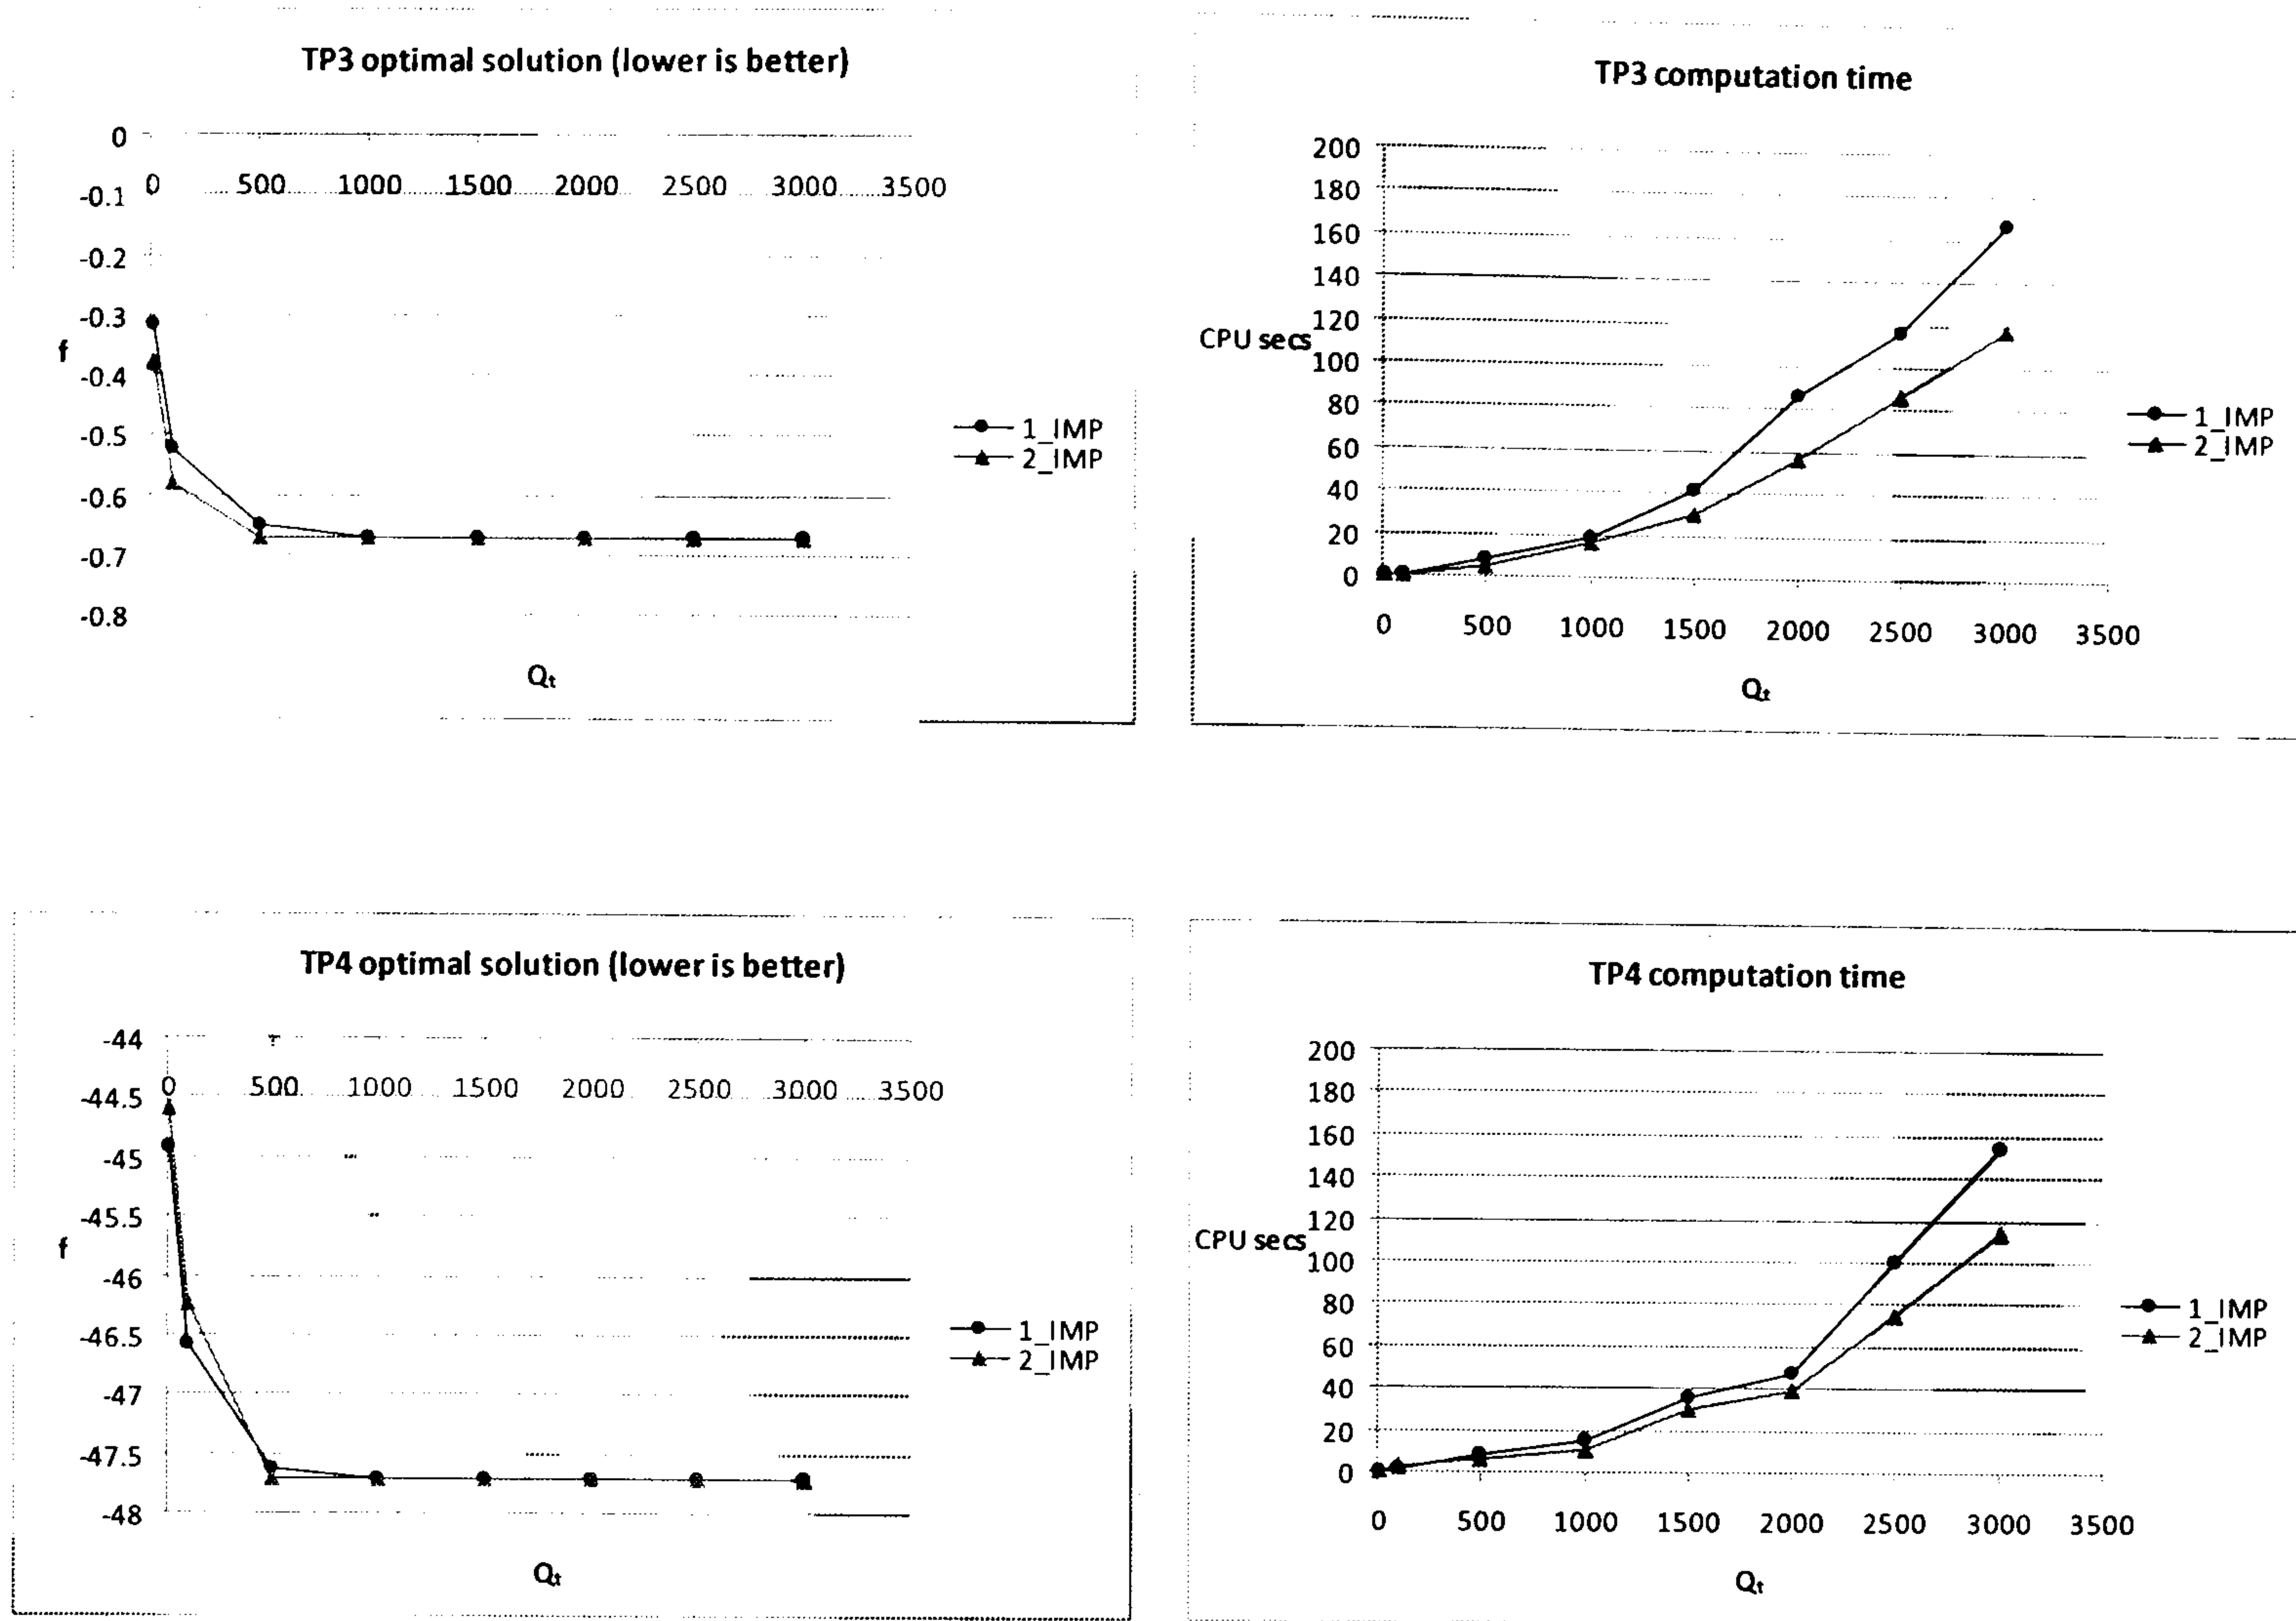 TP3 optimal solution (lower is better)
0
0 500 1000 1500 2000 2500 3000 3500
-0.1
-0.2
-0.3
f
-0.4
-0.5
-0.6
-0.7
-0.8
1_IMP
2_IMP
Qt
TP3 computation time
200
180
160
140
120
CPU secs
100
80
60
40
20
0
0 500 1000 1500 2000 2500 3000 3500
1_IMP
2_IMP
Qt
TP4 optimal solution (lower is better)
-44
0 500 1000 1500 2000 2500 3000 3500
-44.5
-45
-45.5
f
-46
-46.5
-47
-47.5
-48
1_IMP
2_IMP
Qt
TP4 computation time
200
180
160
140
120
CPU secs
100
80
60
40
20
0
0 500 1000 1500 2000 2500 3000 3500
1_IMP
2_IMP
Qt